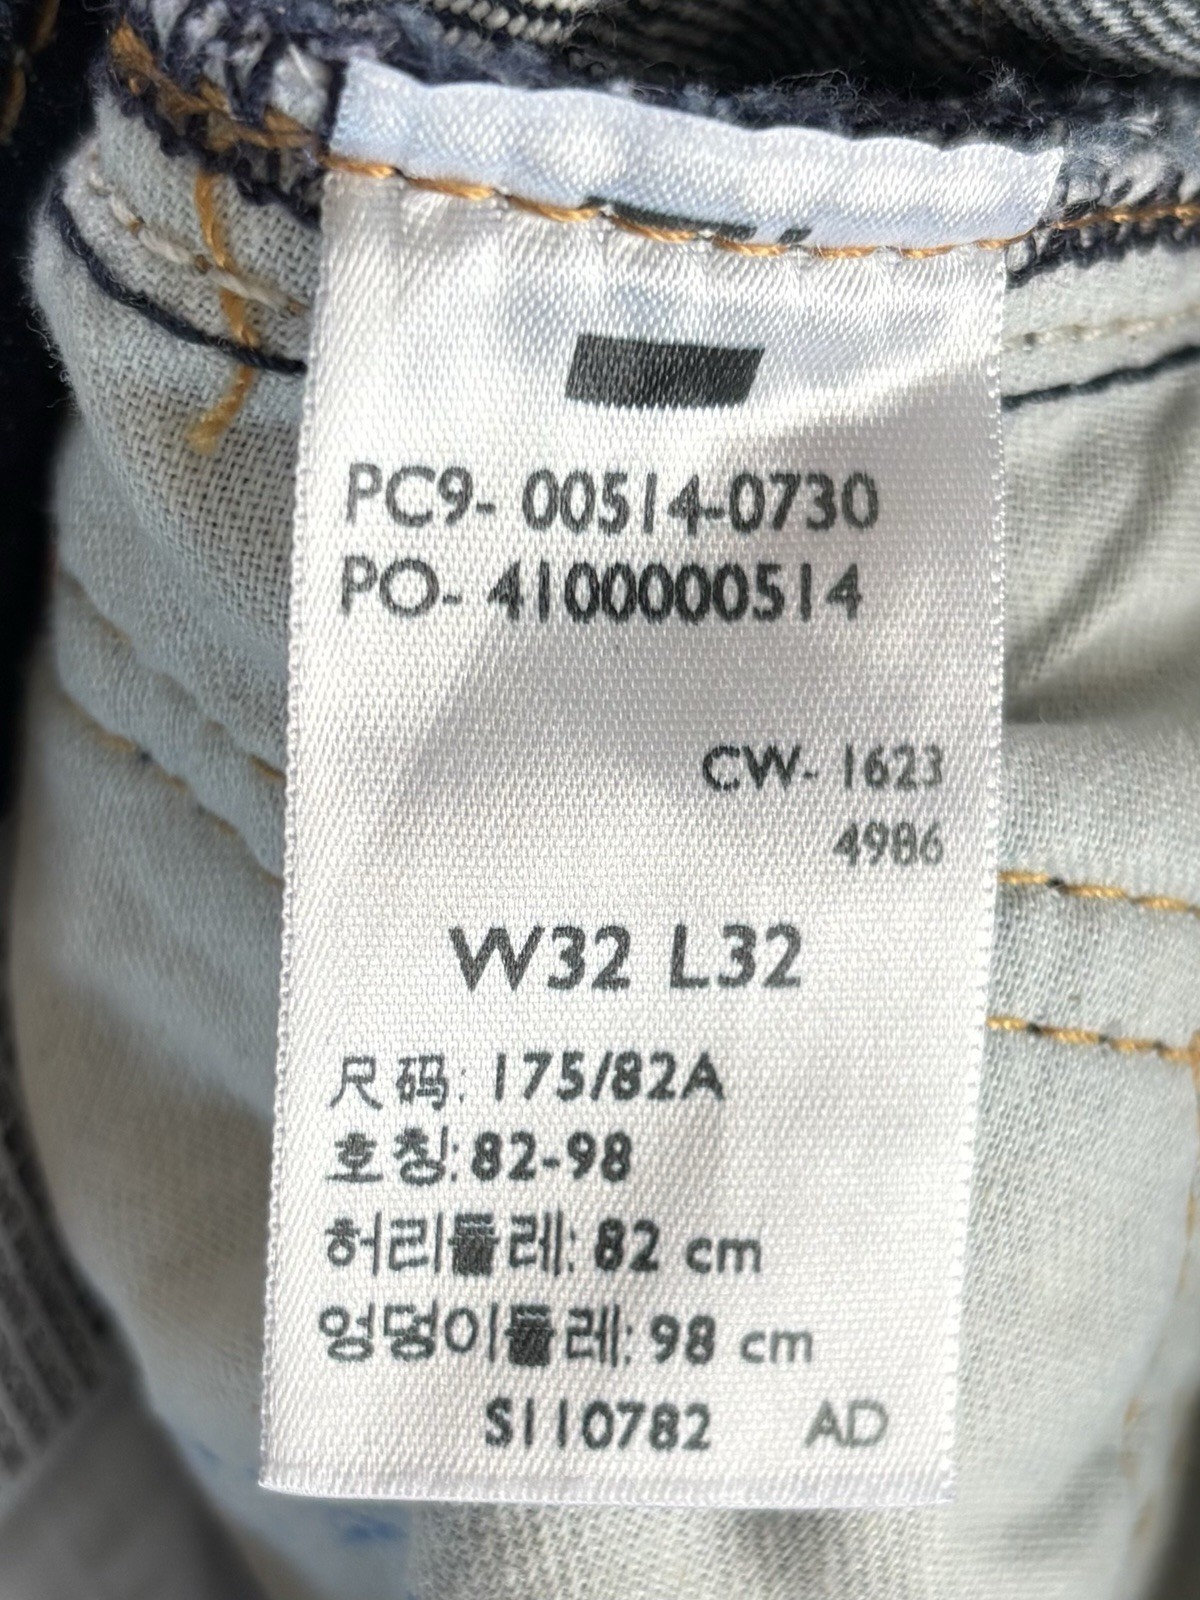 PC9- 00514-0730
PO- 4100000514
CW- 1623
4986
W32 L32
尺码: 175/82A
호칭: 82-98
허리둘레: 82 cm
엉덩이둘레: 98 cm
S110782 AD